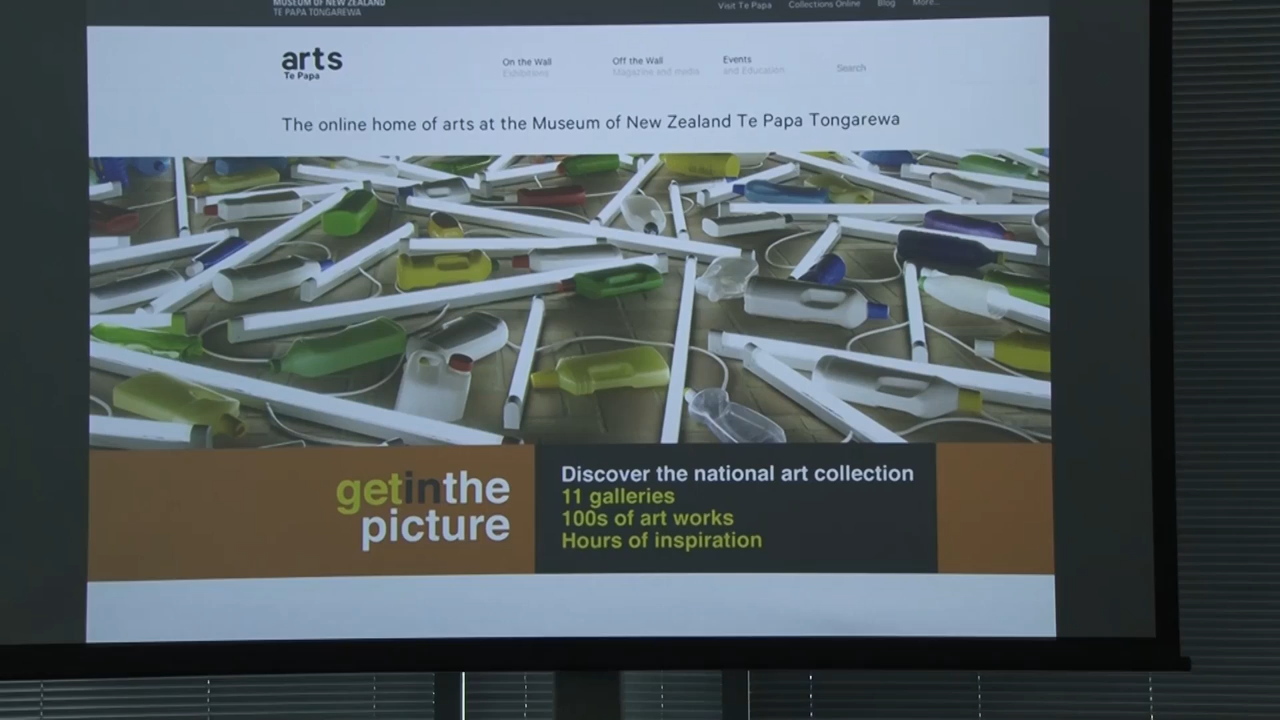 MUSEUM OF NEW ZEALAND
TE PAPA TONGAREWA
Visit Te Papa Collections Online Blog More...
arts
Te Papa
On the Wall
Exhibitions
Off the Wall
Magazine and media
Events
and Education
Search
The online home of arts at the Museum of New Zealand Te Papa Tongarewa
getinthe
picture
Discover the national art collection
11 galleries
100s of art works
Hours of inspiration